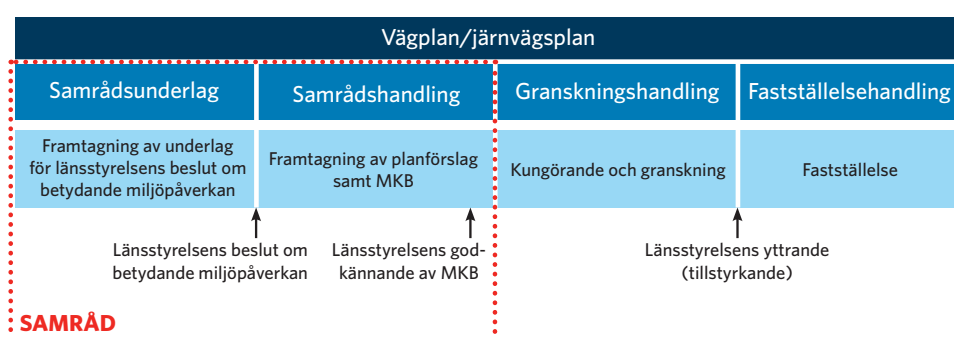 Vägplan/järnvägsplan
Samrådsunderlag
Samrådshandling
Granskningshandling
Fastställelsehandling
Framtagning av underlag
för länsstyrelsens beslut om
betydande miljöpåverkan
Framtagning av planförslag
samt MKB
Kungörande och granskning
Fastställelse
Länsstyrelsens beslut om
betydande miljöpåverkan
Länsstyrelsens god-
kännande av MKB
Länsstyrelsens yttrande
(tillstyrkande)
SAMRÅD